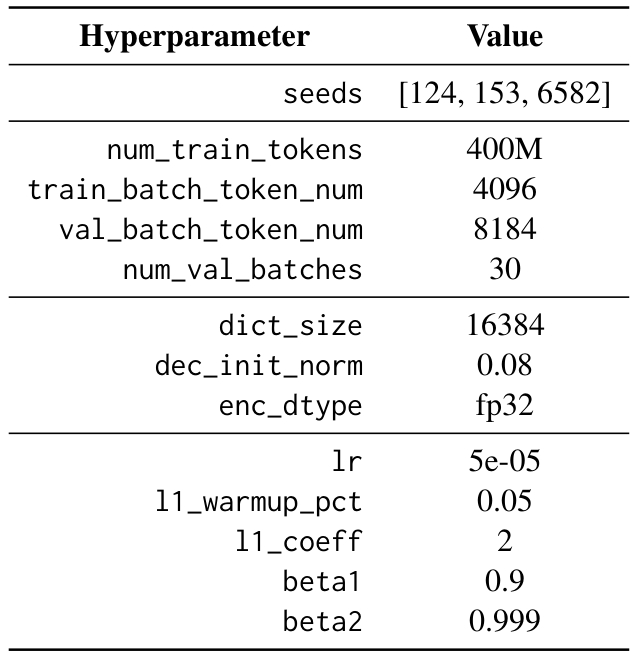 Hyperparameter Value
seeds [124, 153, 6582]
num_train_tokens 400M
train_batch_token_num 4096
val_batch_token_num 8184
num_val_batches 30
dict_size 16384
dec_init_norm 0.08
enc_dtype fp32
lr 5e-05
l1_warmup_pct 0.05
l1_coeff 2
beta1 0.9
beta2 0.999